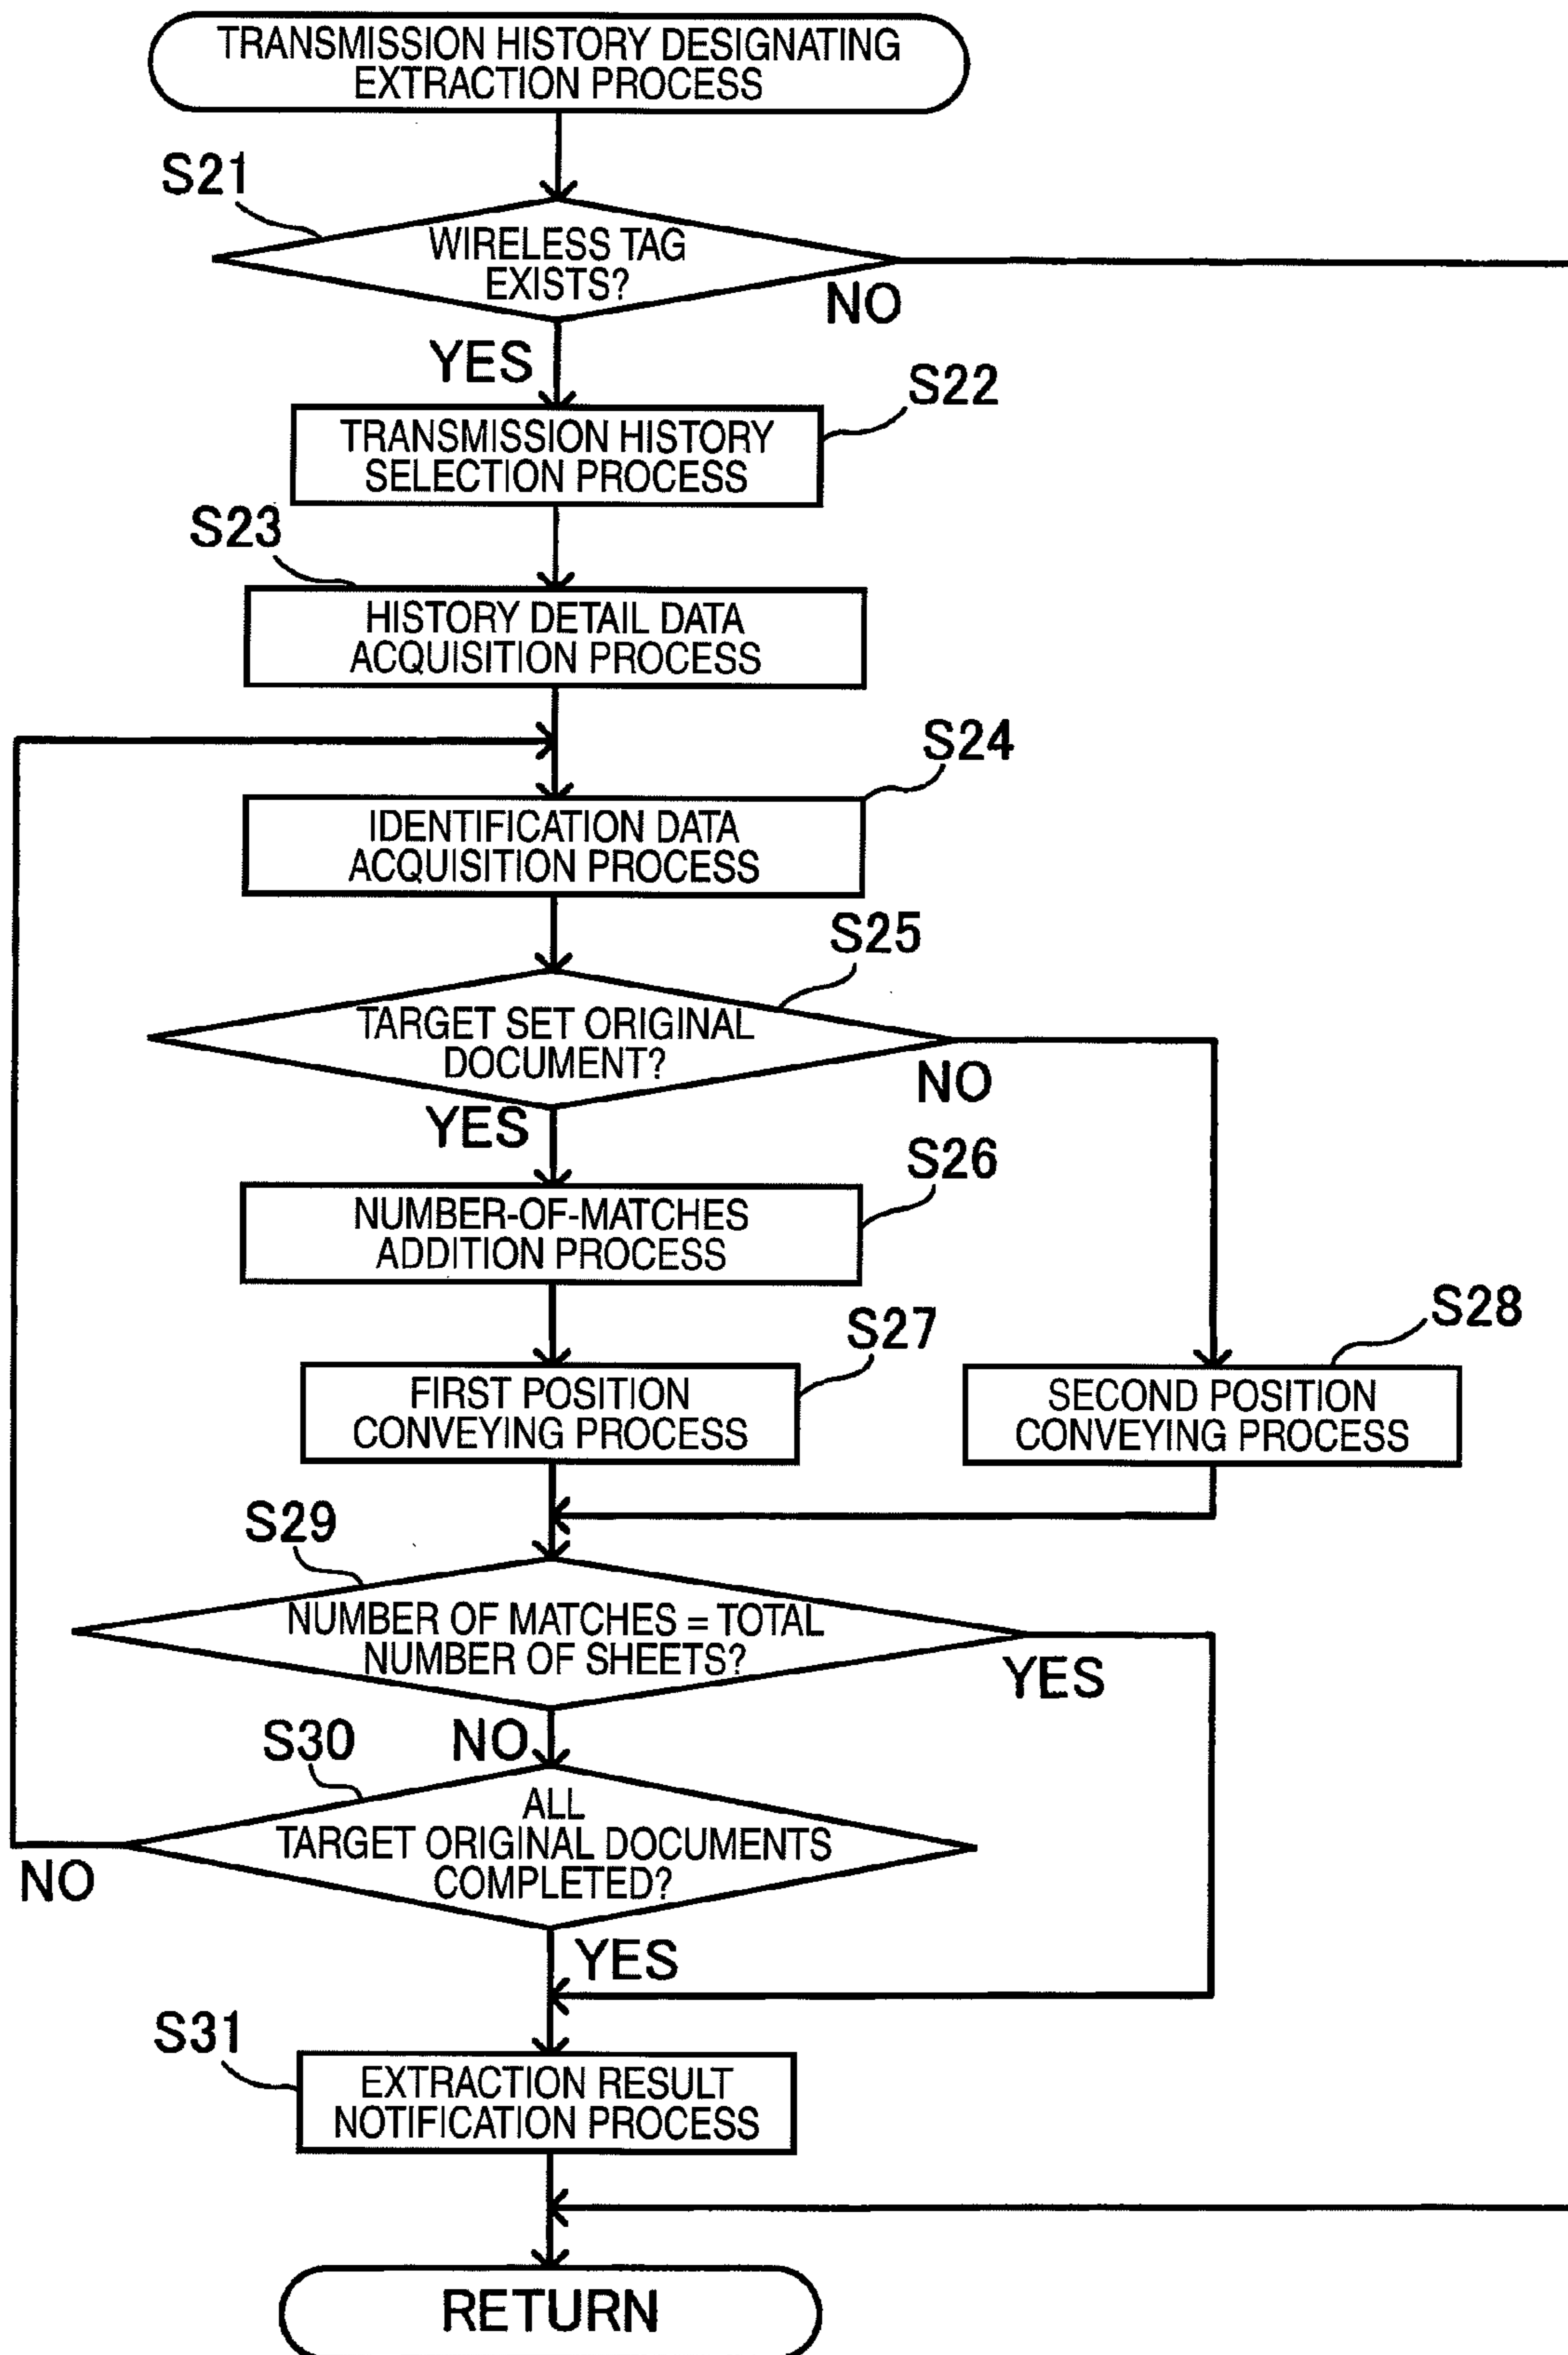 TRANSMISSION HISTORY DESIGNATING
EXTRACTION PROCESS
S21
WIRELESS TAG
EXISTS?
NO
YES
S22
TRANSMISSION HISTORY
SELECTION PROCESS
S23
HISTORY DETAIL DATA
ACQUISITION PROCESS
S24
IDENTIFICATION DATA
ACQUISITION PROCESS
S25
TARGET SET ORIGINAL
DOCUMENT?
NO
YES
S26
NUMBER-OF-MATCHES
ADDITION PROCESS
S27
FIRST POSITION
CONVEYING PROCESS
S28
SECOND POSITION
CONVEYING PROCESS
S29
NUMBER OF MATCHES = TOTAL
NUMBER OF SHEETS?
YES
NO
S30
ALL
TARGET ORIGINAL DOCUMENTS
COMPLETED?
NO
YES
S31
EXTRACTION RESULT
NOTIFICATION PROCESS
RETURN